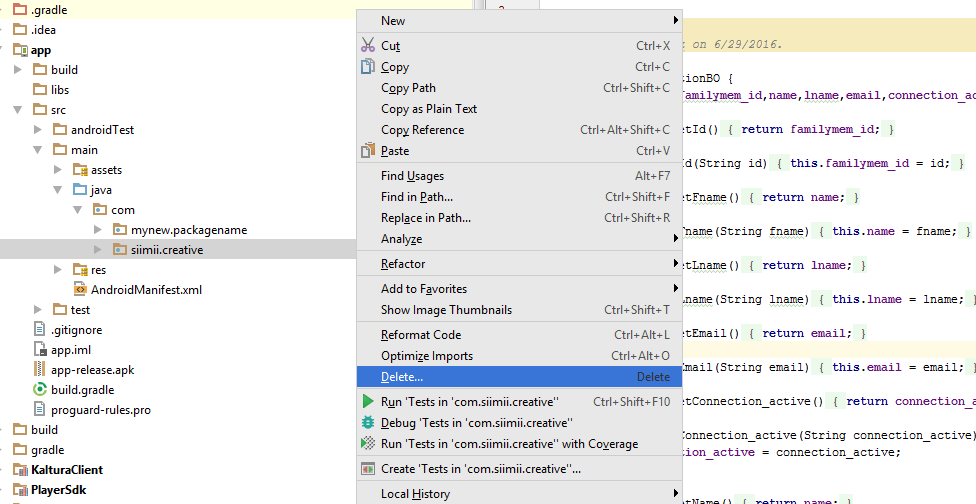 .gradle
.idea
app
build
libs
src
androidTest
main
assets
java
com
mynew.packagename
siimii.creative
res
AndroidManifest.xml
test
.gitignore
app.iml
app-release.apk
build.gradle
proguard-rules.pro
build
gradle
KalturaClient
PlayerSdk
New
Cut Ctrl+X
Copy Ctrl+C
Copy Path Ctrl+Shift+C
Copy as Plain Text
Copy Reference Ctrl+Alt+Shift+C
Paste Ctrl+V
Find Usages Alt+F7
Find in Path... Ctrl+Shift+F
Replace in Path... Ctrl+Shift+R
Analyze
Refactor
Add to Favorites
Show Image Thumbnails Ctrl+Shift+T
Reformat Code Ctrl+Alt+L
Optimize Imports Ctrl+Alt+O
Delete... Delete
Run 'Tests in 'com.siimii.creative'' Ctrl+Shift+F10
Debug 'Tests in 'com.siimii.creative''
Run 'Tests in 'com.siimii.creative'' with Coverage
Create 'Tests in 'com.siimii.creative''...
Local History
on 6/29/2016.
tionBO {
familymem_id,name,lname,email,connection_ac
etId() { return familymem_id; }
Id(String id) { this.familymem_id = id; }
etFname() { return name; }
Fname(String fname) { this.name = fname; }
etLname() { return lname; }
Lname(String lname) { this.lname = lname; }
etEmail() { return email; }
Email(String email) { this.email = email; }
etConnection_active() { return connection_a
Connection_active(String connection_active)
tion_active = connection_active;
etName() { return name; }